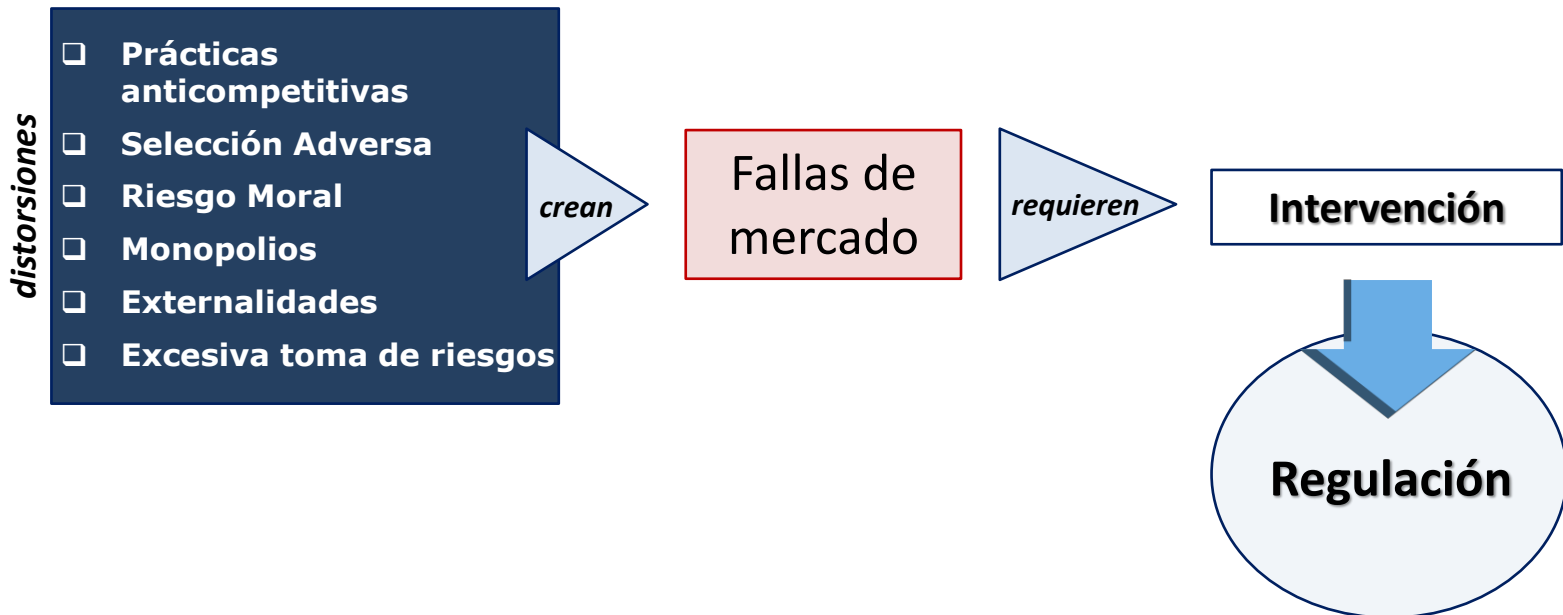 distorsiones
Prácticas
anticompetitivas
Selección Adversa
Riesgo Moral
Monopolios
Externalidades
Excesiva toma de riesgos
crean
Fallas de
mercado
requieren
Intervención
Regulación